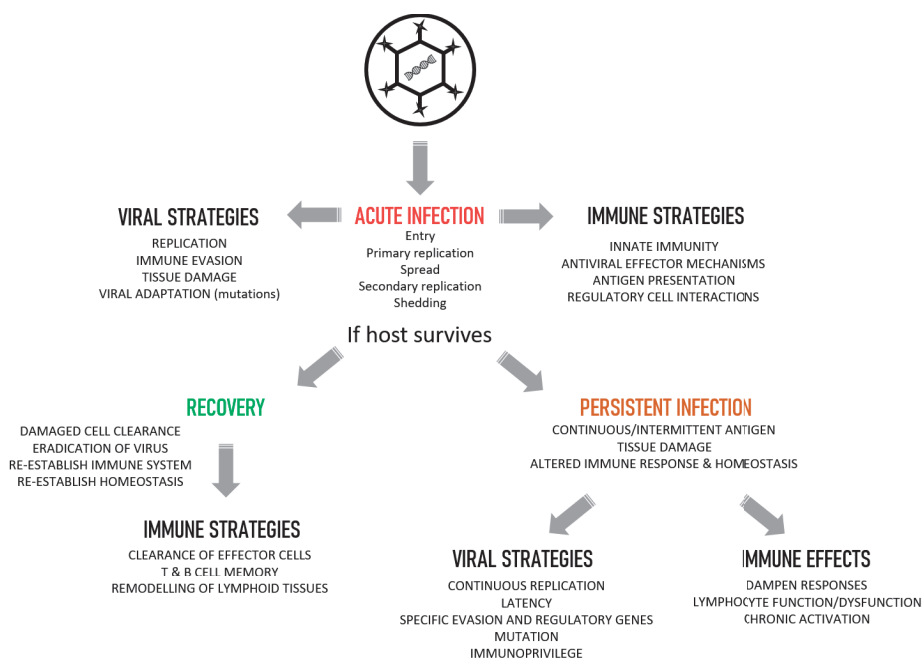 VIRAL STRATEGIES
REPLICATION
IMMUNE EVASION
TISSUE DAMAGE
VIRAL ADAPTATION (mutations)
ACUTE INFECTION
Entry
Primary replication
Spread
Secondary replication
Shedding
IMMUNE STRATEGIES
INNATE IMMUNITY
ANTIVIRAL EFFECTOR MECHANISMS
ANTIGEN PRESENTATION
REGULATORY CELL INTERACTIONS
If host survives
RECOVERY
DAMAGED CELL CLEARANCE
ERADICATION OF VIRUS
RE-ESTABLISH IMMUNE SYSTEM
RE-ESTABLISH HOMEOSTASIS
IMMUNE STRATEGIES
CLEARANCE OF EFFECTOR CELLS
T & B CELL MEMORY
REMODELLING OF LYMPHOID TISSUES
PERSISTENT INFECTION
CONTINUOUS/INTERMITTENT ANTIGEN
TISSUE DAMAGE
ALTERED IMMUNE RESPONSE & HOMEOSTASIS
VIRAL STRATEGIES
CONTINUOUS REPLICATION
LATENCY
SPECIFIC EVASION AND REGULATORY GENES
MUTATION
IMMUNOPRIVILEGE
IMMUNE EFFECTS
DAMPEN RESPONSES
LYMPHOCYTE FUNCTION/DYSFUNCTION
CHRONIC ACTIVATION